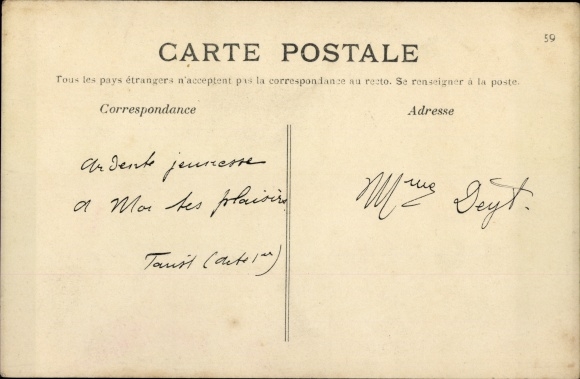 59
CARTE POSTALE
Tous les pays étrangers n'acceptent pas la correspondance au recto. Se renseigner à la poste.
Correspondance
Adresse
Ardente jeunesse
A Moi tes plaisirs
Faust (acte 1er)
Mme Deyt.